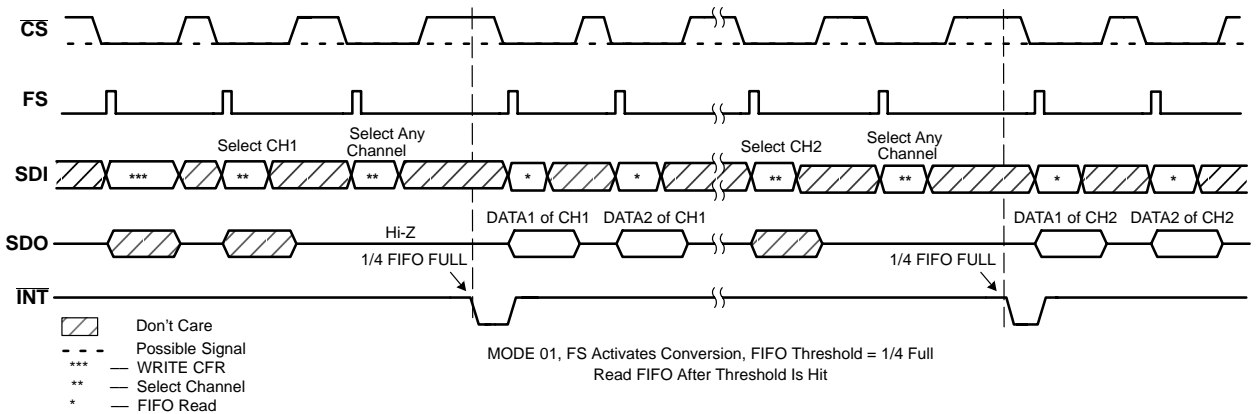 CS
FS
Select CH1
Select Any
Channel
Select CH2
Select Any
Channel
SDI
***
**
**
*
*
**
**
*
*
DATA1 of CH1
DATA2 of CH1
DATA1 of CH2
DATA2 of CH2
SDO
Hi-Z
1/4 FIFO FULL
1/4 FIFO FULL
INT
Don't Care
Possible Signal
*** — WRITE CFR
** — Select Channel
* — FIFO Read
MODE 01, FS Activates Conversion, FIFO Threshold = 1/4 Full
Read FIFO After Threshold Is Hit